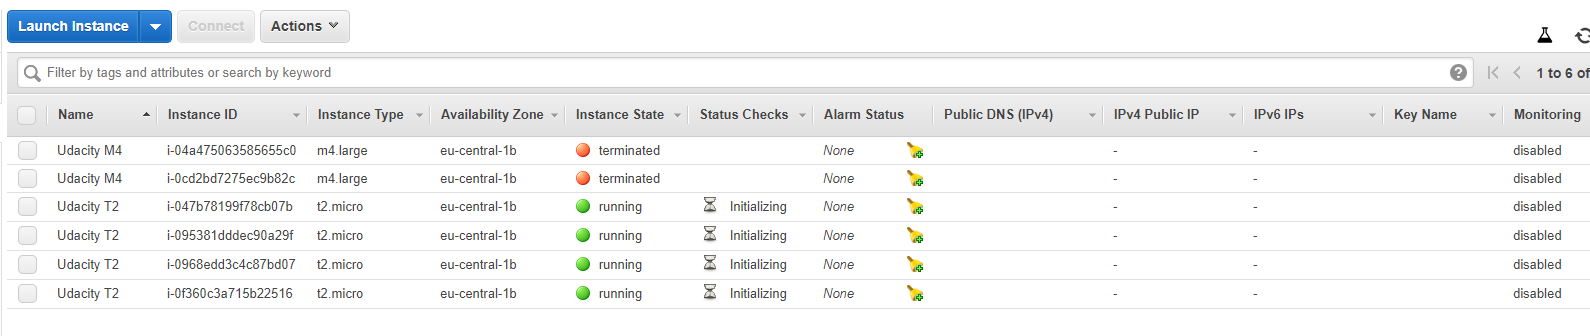 Launch Instance Connect Actions
Filter by tags and attributes or search by keyword ? 1 to 6 of
Name Instance ID Instance Type Availability Zone Instance State Status Checks Alarm Status Public DNS (IPv4) IPv4 Public IP IPv6 IPs Key Name Monitoring
Udacity M4 i-04a475063585655c0 m4.large eu-central-1b terminated None - - disabled
Udacity M4 i-0cd2bd7275ec9b82c m4.large eu-central-1b terminated None - - disabled
Udacity T2 i-047b78199f78cb07b t2.micro eu-central-1b running Initializing None - - disabled
Udacity T2 i-095381dddec90a29f t2.micro eu-central-1b running Initializing None - - disabled
Udacity T2 i-0968edd3c4c87bd07 t2.micro eu-central-1b running Initializing None - - disabled
Udacity T2 i-0f360c3a715b22516 t2.micro eu-central-1b running Initializing None - - disabled